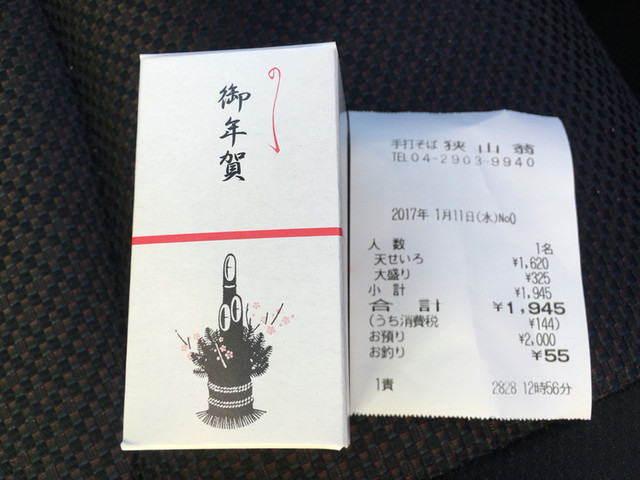 御年賀
手打そば 狭山翁
TEL04-2903-9940
2017年 1月11日(水)No0
人 数 1名
天せいろ ¥1,620
大盛り ¥325
小 計 ¥1,945
合 計 ¥1,945
(うち消費税 ¥144)
お預り ¥2,000
お釣り ¥55
1責 2828 12時56分